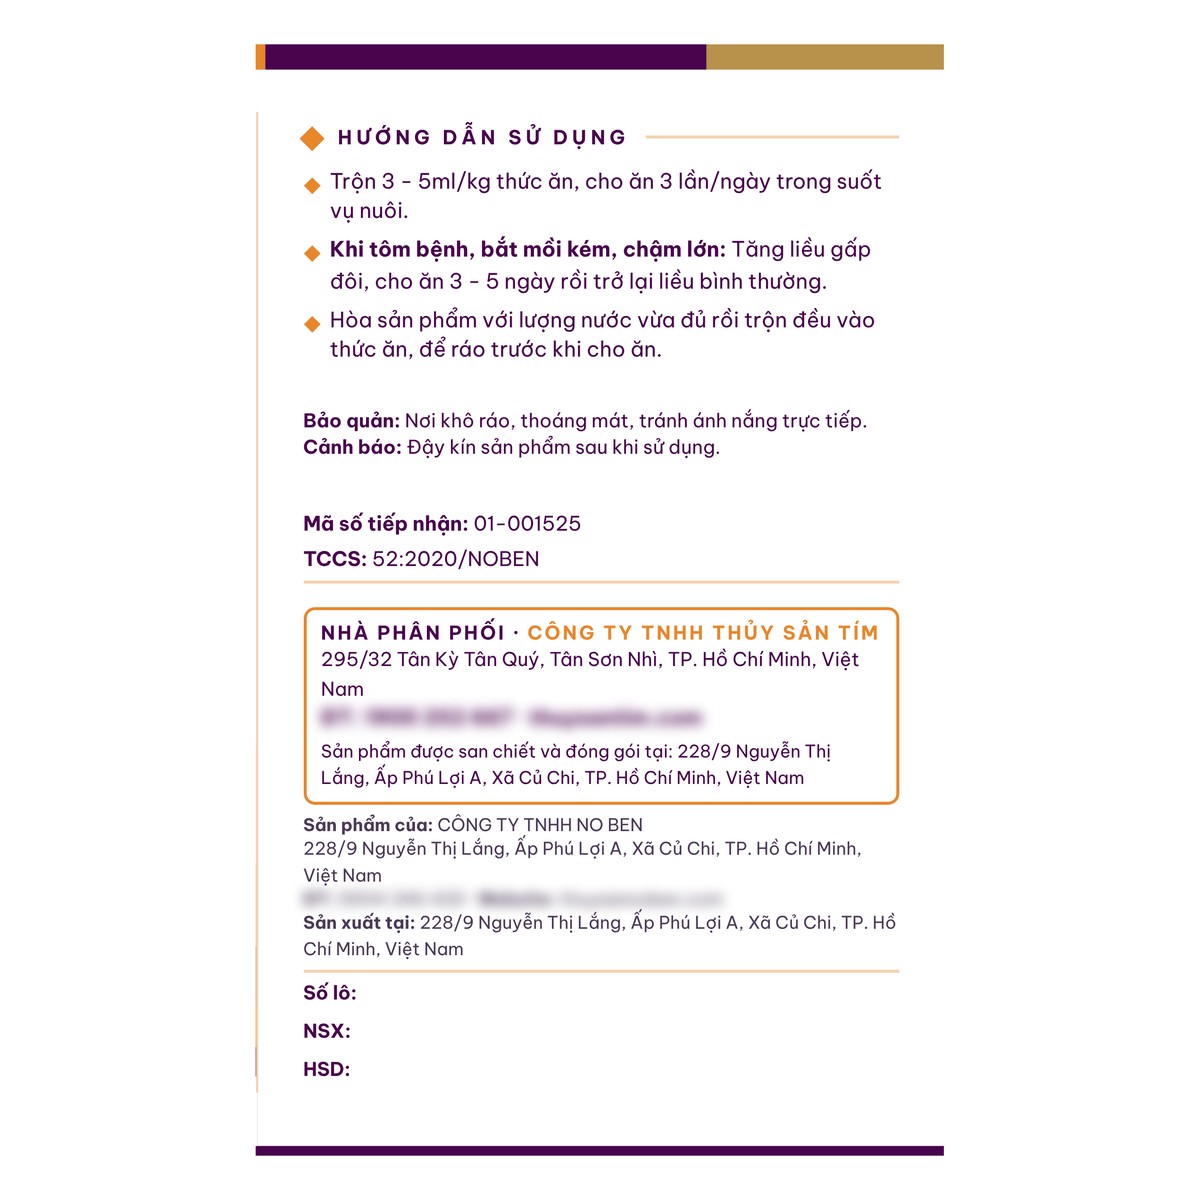 HƯỚNG DẪN SỬ DỤNG
Trộn 3 - 5ml/kg thức ăn, cho ăn 3 lần/ngày trong suốt
vụ nuôi.
Khi tôm bệnh, bắt mồi kém, chậm lớn: Tăng liều gấp
đôi, cho ăn 3 - 5 ngày rồi trở lại liều bình thường.
Hòa sản phẩm với lượng nước vừa đủ rồi trộn đều vào
thức ăn, để ráo trước khi cho ăn.
Bảo quản: Nơi khô ráo, thoáng mát, tránh ánh nắng trực tiếp.
Cảnh báo: Đậy kín sản phẩm sau khi sử dụng.
Mã số tiếp nhận: 01-001525
TCCS: 52:2020/NOBEN
NHÀ PHÂN PHỐI · CÔNG TY TNHH THỦY SẢN TÍM
295/32 Tân Kỳ Tân Quý, Tân Sơn Nhì, TP. Hồ Chí Minh, Việt
Nam
Sản phẩm được san chiết và đóng gói tại: 228/9 Nguyễn Thị
Lắng, Ấp Phú Lợi A, Xã Củ Chi, TP. Hồ Chí Minh, Việt Nam
Sản phẩm của: CÔNG TY TNHH NO BEN
228/9 Nguyễn Thị Lắng, Ấp Phú Lợi A, Xã Củ Chi, TP. Hồ Chí Minh,
Việt Nam
Sản xuất tại: 228/9 Nguyễn Thị Lắng, Ấp Phú Lợi A, Xã Củ Chi, TP. Hồ
Chí Minh, Việt Nam
Số lô:
NSX:
HSD: